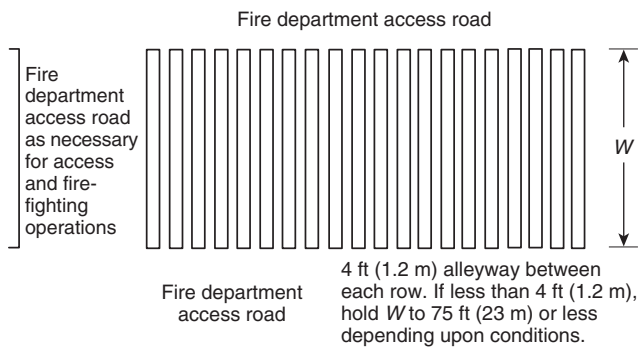 Fire department access road
Fire
department
access road
as necessary
for access
and fire-
fighting
operations
W
Fire department
access road
4 ft (1.2 m) alleyway between
each row. If less than 4 ft (1.2 m),
hold W to 75 ft (23 m) or less
depending upon conditions.